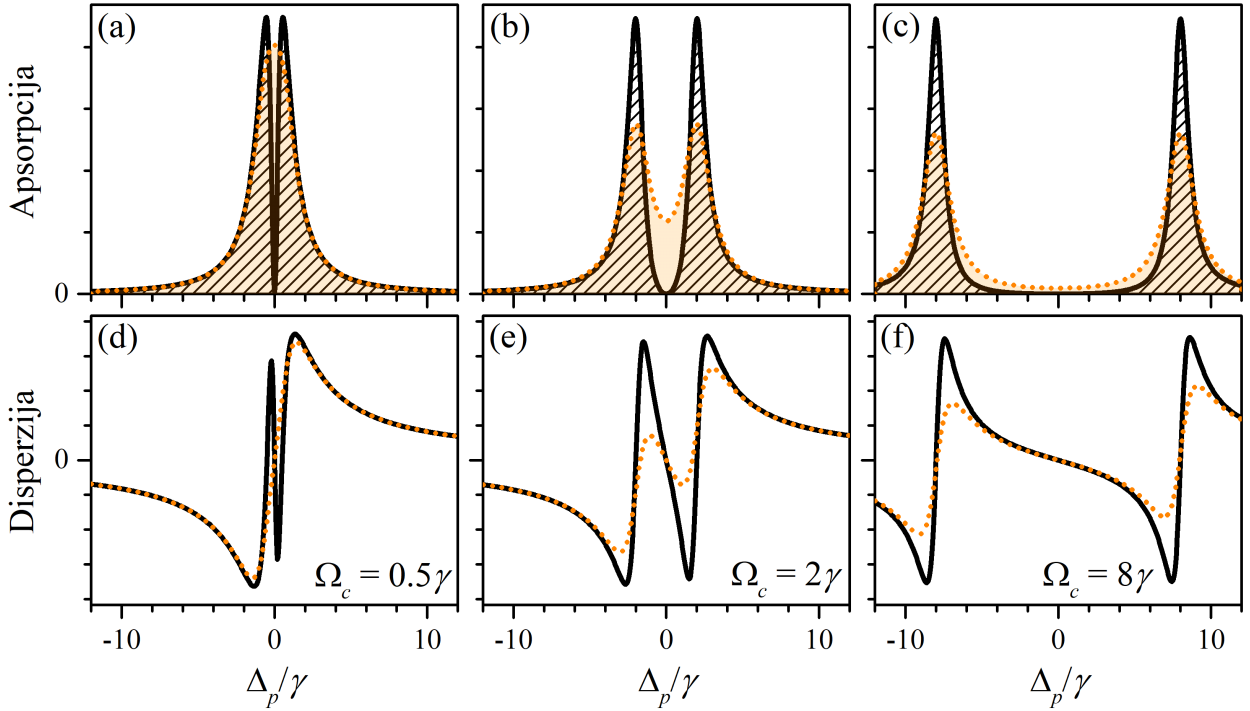 (a) (b) (c)
Apsorpcija
0
(d) (e) (f)
Disperzija
0
Ω_c = 0.5γ Ω_c = 2γ Ω_c = 8γ
-10 0 10 -10 0 10 -10 0 10
Δ_p/γ Δ_p/γ Δ_p/γ